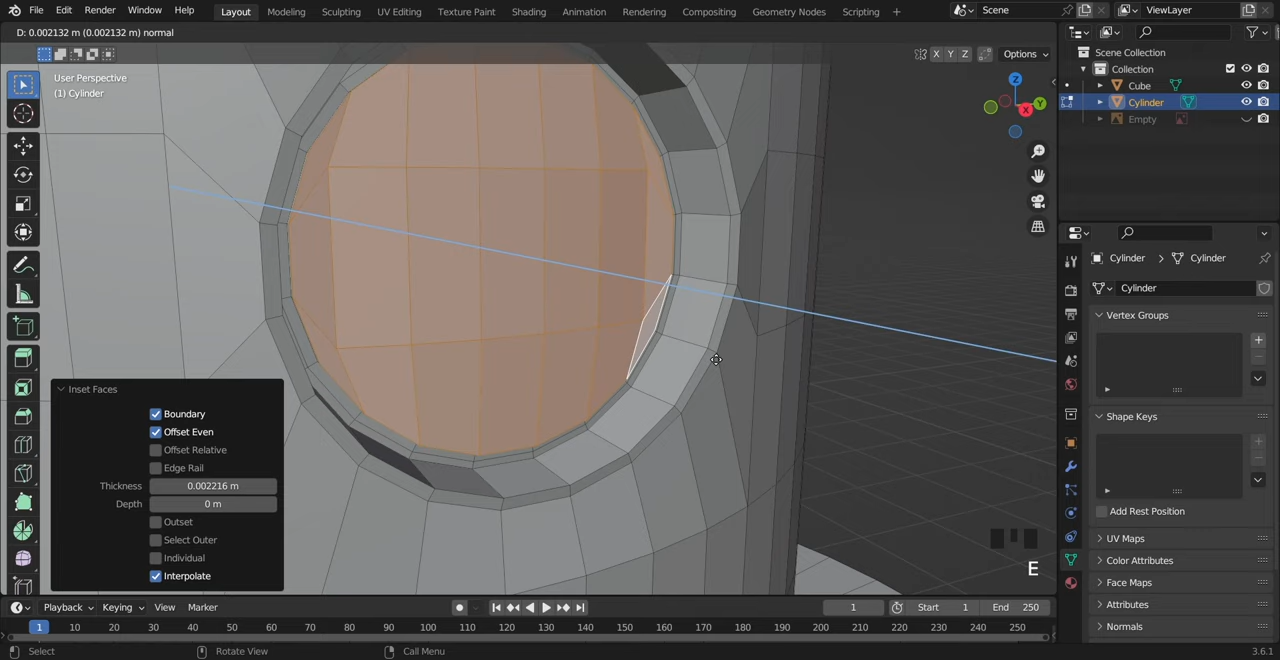 File Edit Render Window Help Layout Modeling Sculpting UV Editing Texture Paint Shading Animation Rendering Compositing Geometry Nodes Scripting + Scene ViewLayer
D: 0.002132 m (0.002132 m) normal
X Y Z Options
User Perspective
(1) Cylinder
Z
Y
X
Inset Faces
Boundary
Offset Even
Offset Relative
Edge Rail
Thickness 0.002216 m
Depth 0 m
Outset
Select Outer
Individual
Interpolate
E
Scene Collection
Collection
Cube
Cylinder
Empty
Cylinder > Cylinder
Cylinder
Vertex Groups
Shape Keys
Add Rest Position
UV Maps
Color Attributes
Face Maps
Attributes
Normals
Playback Keying View Marker 1 Start 1 End 250
1 10 20 30 40 50 60 70 80 90 100 110 120 130 140 150 160 170 180 190 200 210 220 230 240 250
Select Rotate View Call Menu 3.6.1